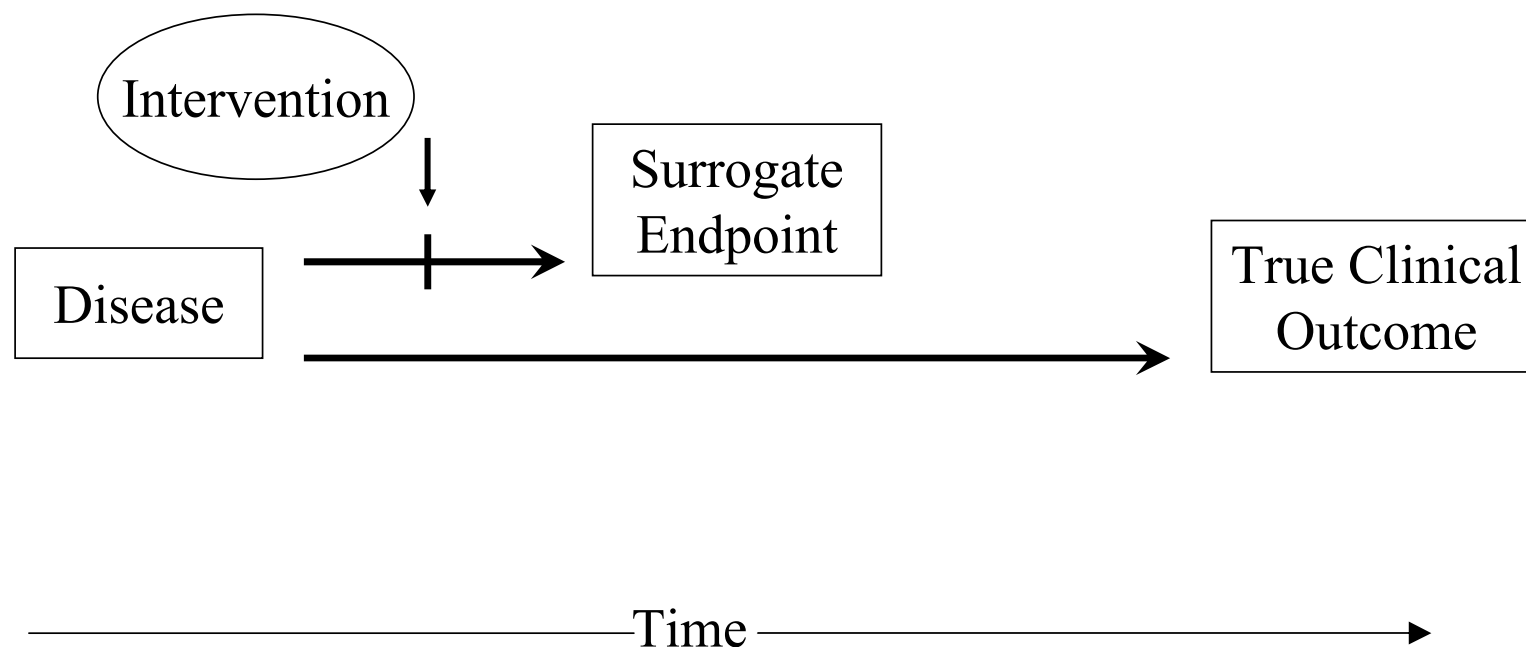 Intervention
Surrogate
Endpoint
True Clinical
Outcome
Disease
Time